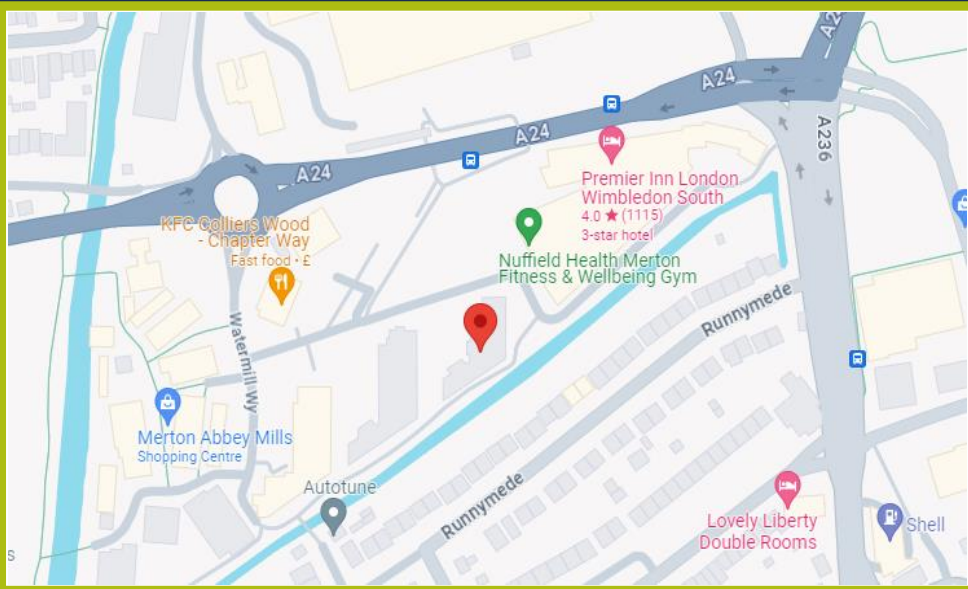 A2
A24
A236
A24
A24
Premier Inn London
Wimbledon South
4.0 ★ (1115)
3-star hotel
KFC Colliers Wood
- Chapter Way
Fast food • £
Nuffield Health Merton
Fitness & Wellbeing Gym
Runnymede
Watermill Wy
Merton Abbey Mills
Shopping Centre
Autotune
Runnymede
Lovely Liberty
Double Rooms
Shell
s